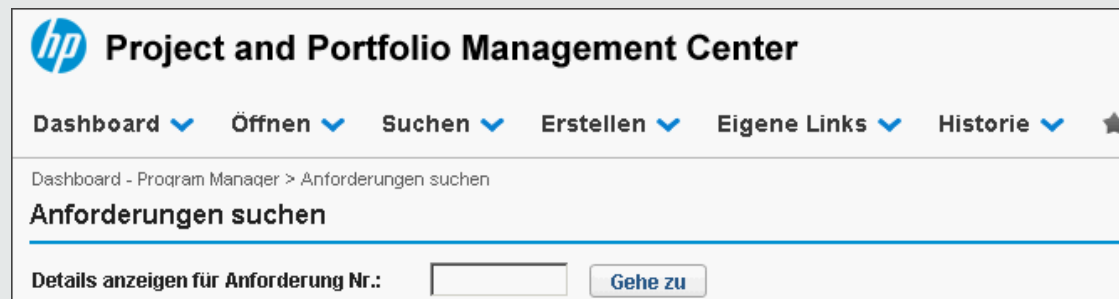 hp Project and Portfolio Management Center
Dashboard Öffnen Suchen Erstellen Eigene Links Historie
Dashboard - Program Manager > Anforderungen suchen
Anforderungen suchen
Details anzeigen für Anforderung Nr.: Gehe zu